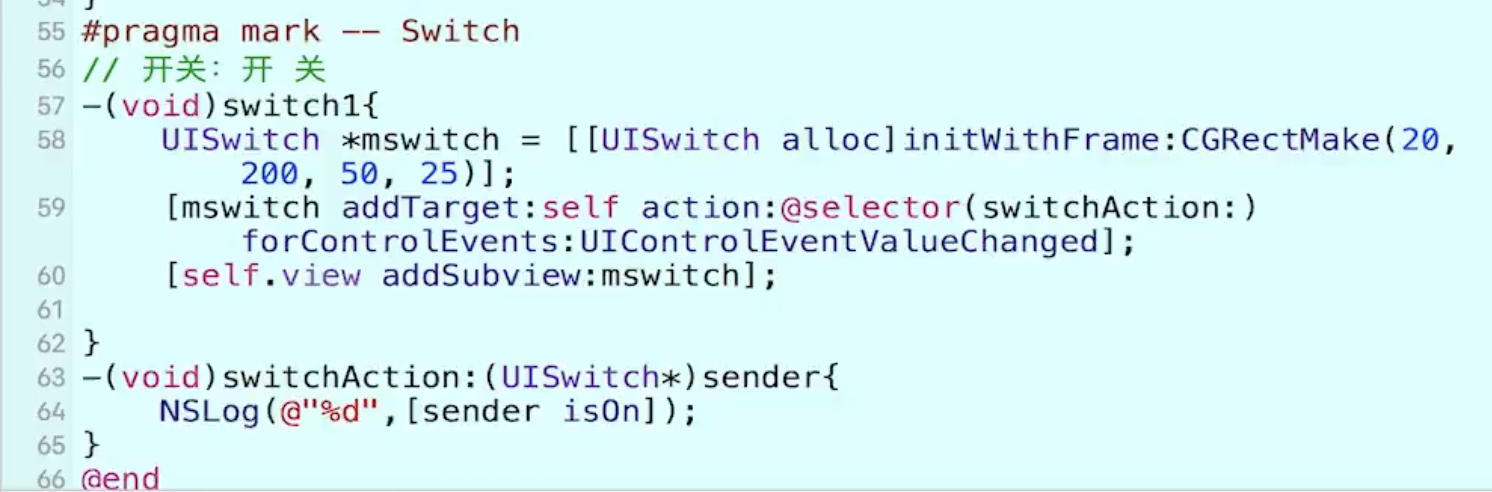 55 #pragma mark -- Switch
56 // 开关：开 关
57 -(void)switch1{
58 UISwitch *mswitch = [[UISwitch alloc]initWithFrame:CGRectMake(20,
200, 50, 25)];
59 [mswitch addTarget:self action:@selector(switchAction:)
forControlEvents:UIControlEventValueChanged];
60 [self.view addSubview:mswitch];
61
62 }
63 -(void)switchAction:(UISwitch*)sender{
64 NSLog(@"%d",[sender isOn]);
65 }
66 @end